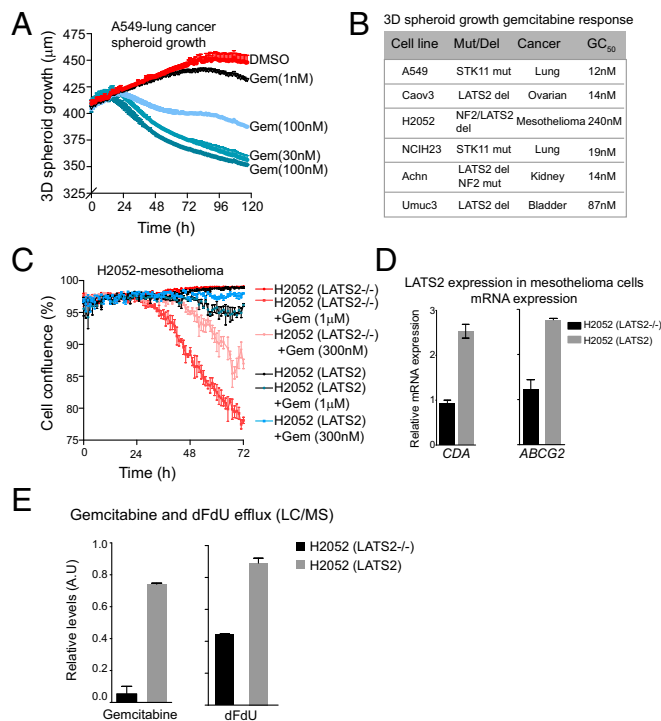 A
A549-lung cancer
spheroid growth
3D spheroid growth (µm)
475
450
425
400
375
350
325
0
24
48
72
96
120
Time (h)
DMSO
Gem(1nM)
Gem(100nM)
Gem(30nM)
Gem(100nM)
B
3D spheroid growth gemcitabine response
Cell line Mut/Del Cancer GC50
A549 STK11 mut Lung 12nM
Caov3 LATS2 del Ovarian 14nM
H2052 NF2/LATS2 del Mesothelioma 240nM
NCIH23 STK11 mut Lung 19nM
Achn LATS2 del NF2 mut Kidney 14nM
Umuc3 LATS2 del Bladder 87nM
C
H2052-mesothelioma
Cell confluence (%)
100
95
90
85
80
75
0
24
48
72
Time (h)
H2052 (LATS2-/-)
H2052 (LATS2-/-)
+Gem (1µM)
H2052 (LATS2-/-)
+Gem (300nM)
H2052 (LATS2)
H2052 (LATS2)
+Gem (1µM)
H2052 (LATS2)
+Gem (300nM)
D
LATS2 expression in mesothelioma cells
mRNA expression
Relative mRNA expression
3
2
1
0
CDA
ABCG2
H2052 (LATS2-/-)
H2052 (LATS2)
E
Gemcitabine and dFdU efflux (LC/MS)
Relative levels (A.U)
1.0
0.8
0.6
0.4
0.2
0.0
Gemcitabine
dFdU
H2052 (LATS2-/-)
H2052 (LATS2)